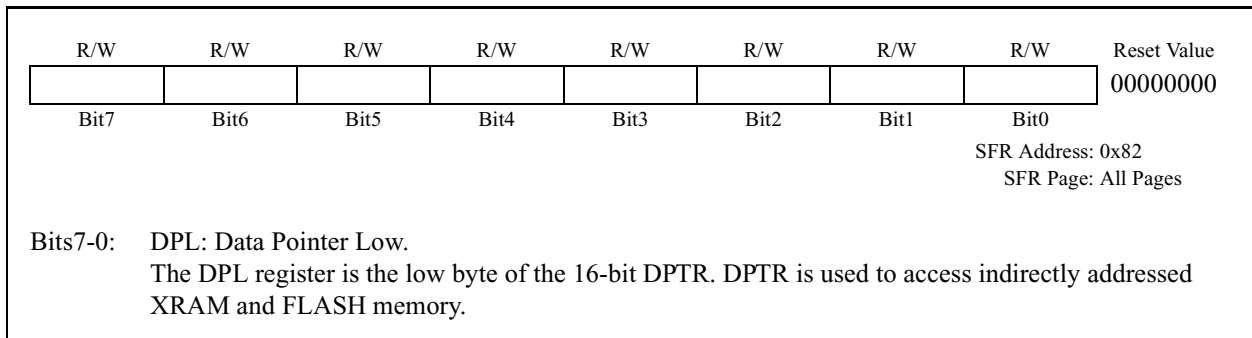 R/W R/W R/W R/W R/W R/W R/W R/W Reset Value
00000000
Bit7 Bit6 Bit5 Bit4 Bit3 Bit2 Bit1 Bit0
SFR Address: 0x82
SFR Page: All Pages
Bits7-0: DPL: Data Pointer Low.
The DPL register is the low byte of the 16-bit DPTR. DPTR is used to access indirectly addressed
XRAM and FLASH memory.